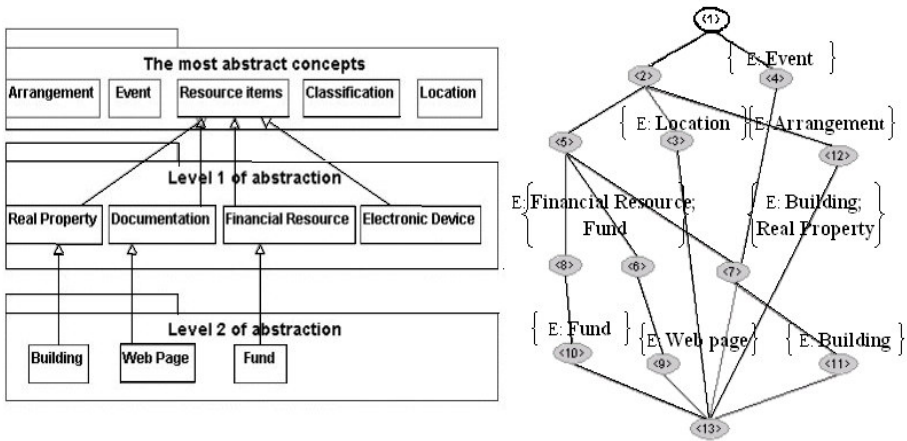 The most abstract concepts
Arrangement Event Resource items Classification Location
Level 1 of abstraction
Real Property Documentation Financial Resource Electronic Device
Level 2 of abstraction
Building Web Page Fund
<1>
{ E: Event }
<2> <4>
{ E: Location } { E: Arrangement }
<5> <3> <12>
{ E: Financial Resource; Fund }
{ E: Building; Real Property }
<8> <6> <7>
{ E: Fund } { E: Web page } { E: Building }
<10> <9> <11>
<13>